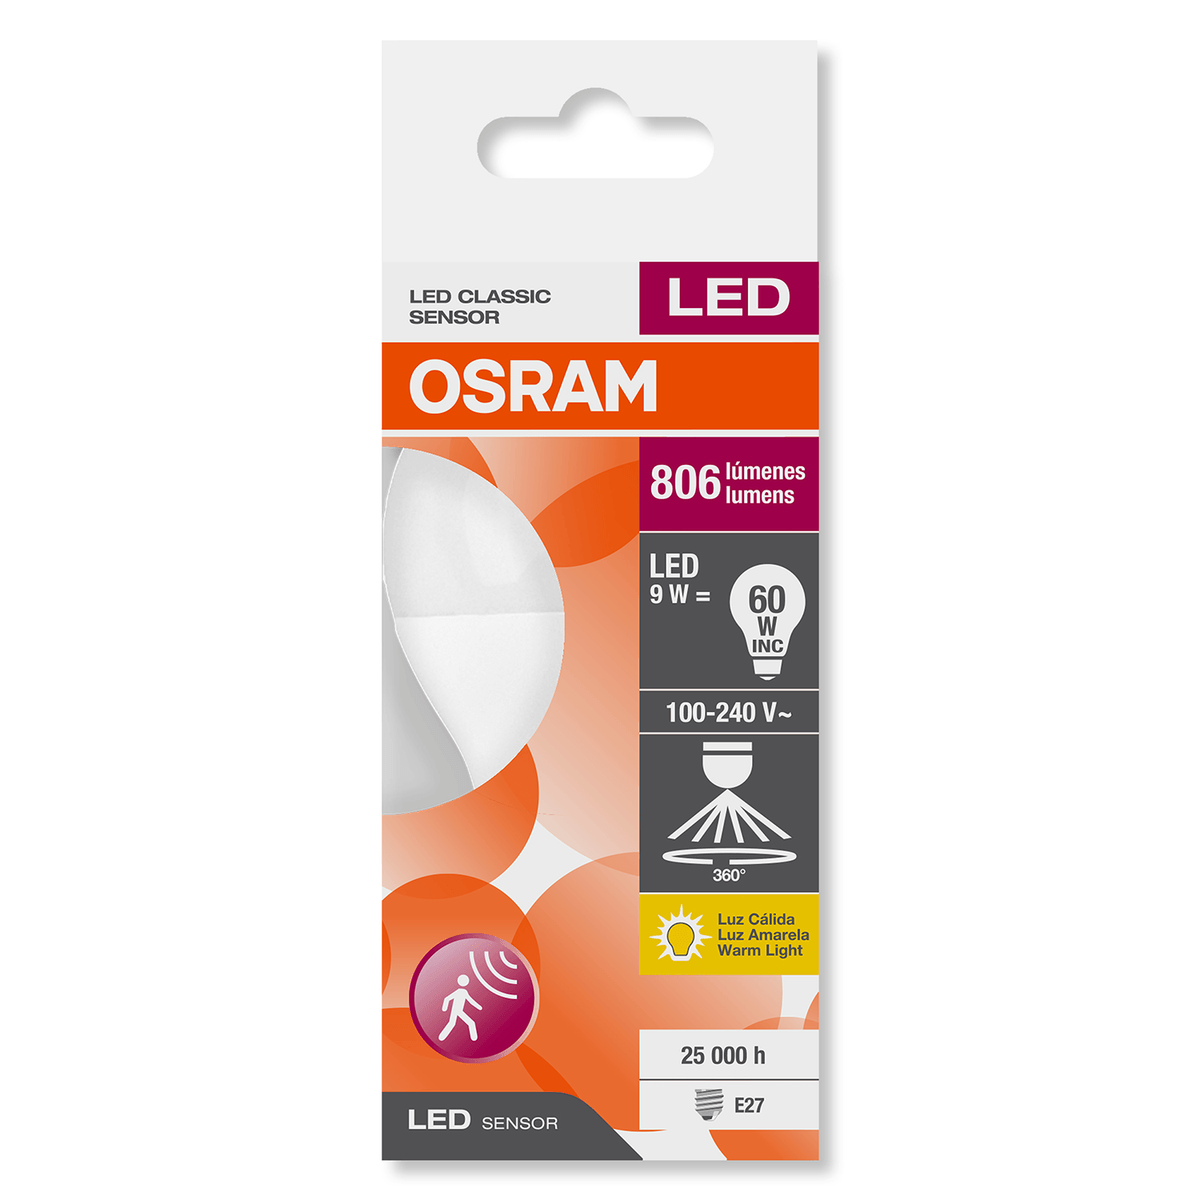 LED CLASSIC
SENSOR
LED
OSRAM
806 lúmenes
lumens
LED
9 W =
60
W
INC
100-240 V~
360°
Luz Cálida
Luz Amarela
Warm Light
25 000 h
E27
LED SENSOR